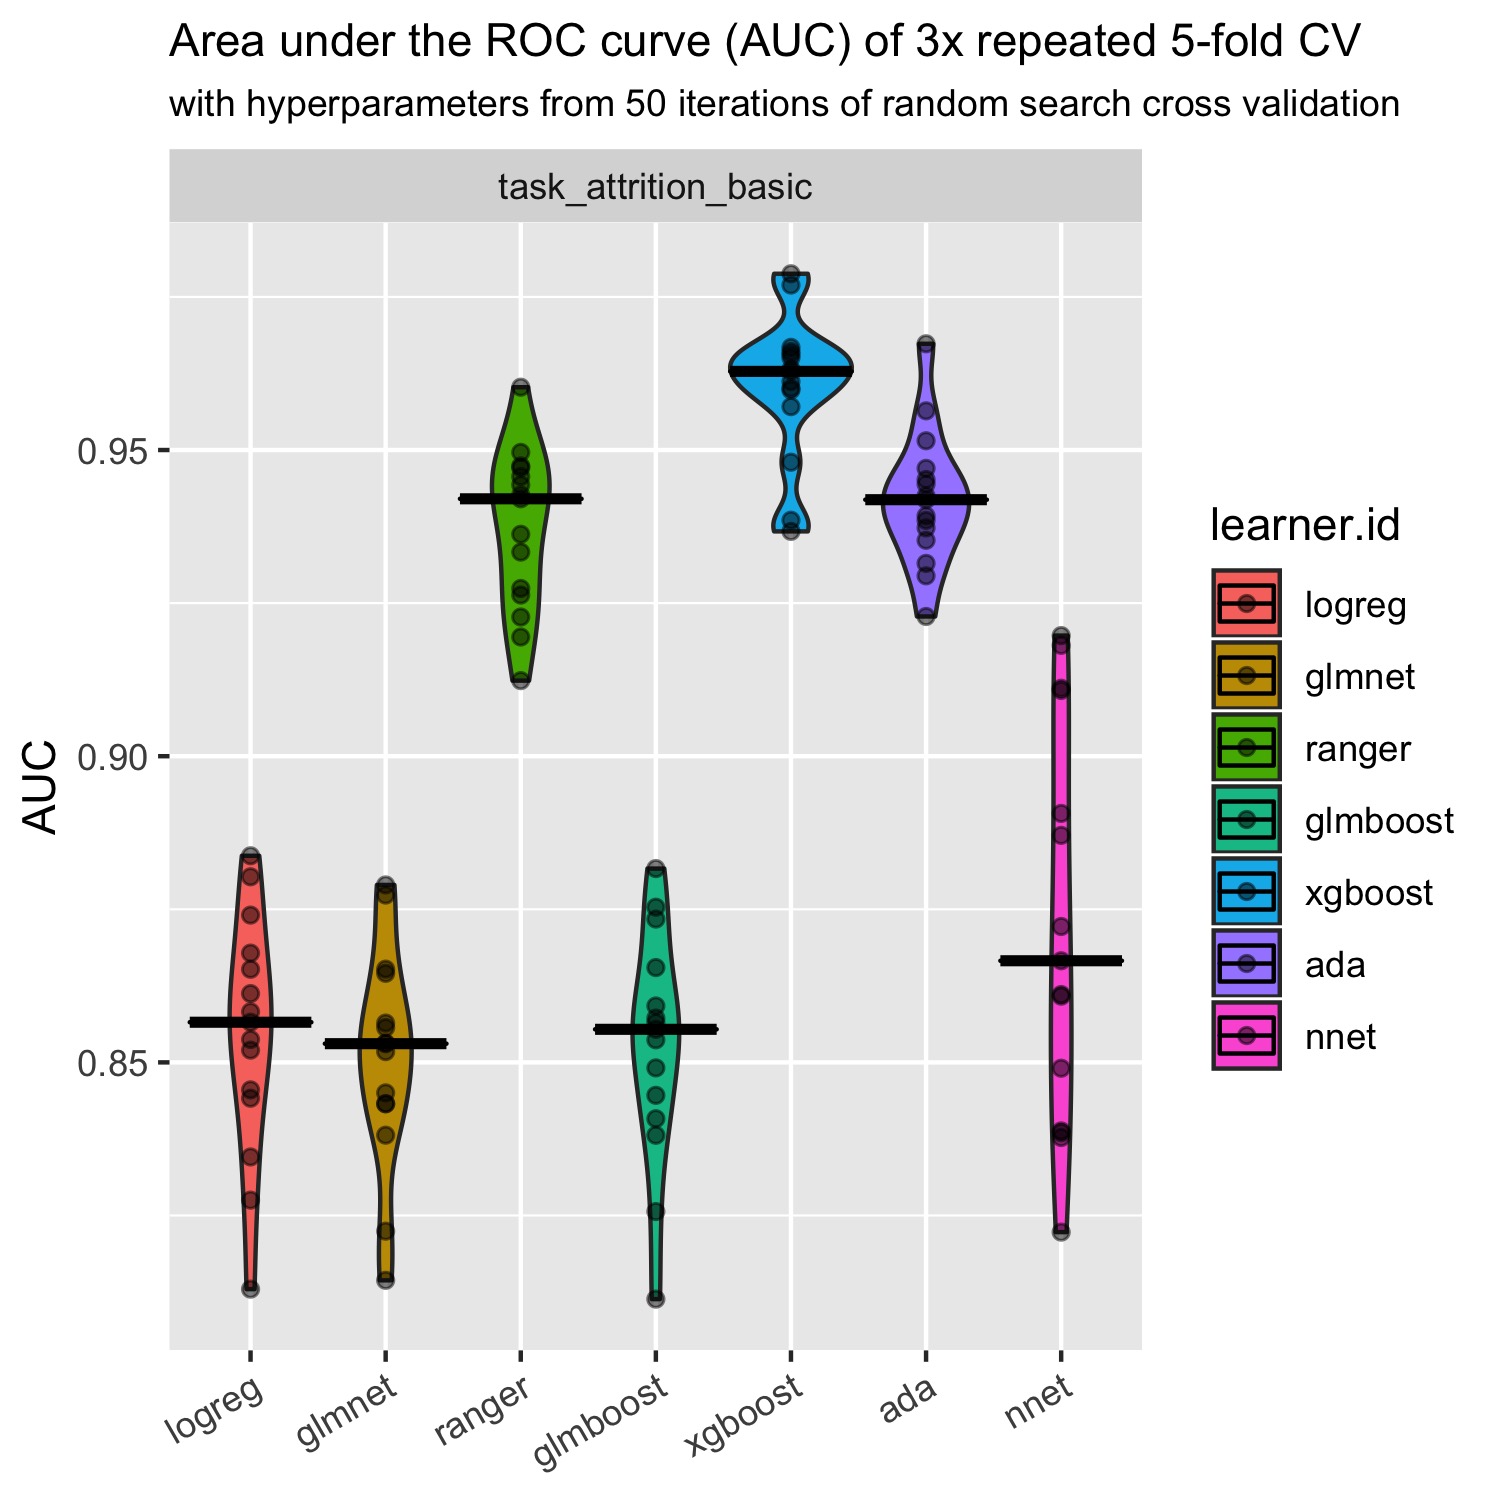 Area under the ROC curve (AUC) of 3x repeated 5-fold CV
with hyperparameters from 50 iterations of random search cross validation
task_attrition_basic
AUC
0.95
0.90
0.85
logreg
glmnet
ranger
glmboost
xgboost
ada
nnet
learner.id
logreg
glmnet
ranger
glmboost
xgboost
ada
nnet